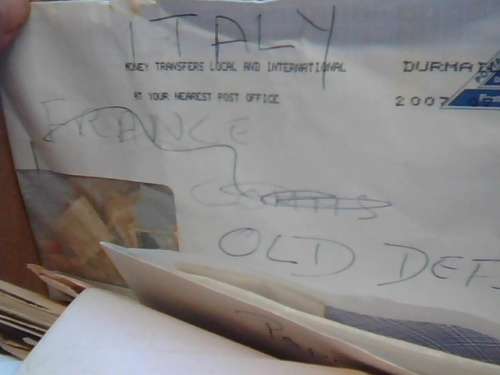 ITALY
MONEY TRANSFERS LOCAL AND INTERNATIONAL
DURMA
AT YOUR NEAREST POST OFFICE
2007
FRANCE
OLD DEF